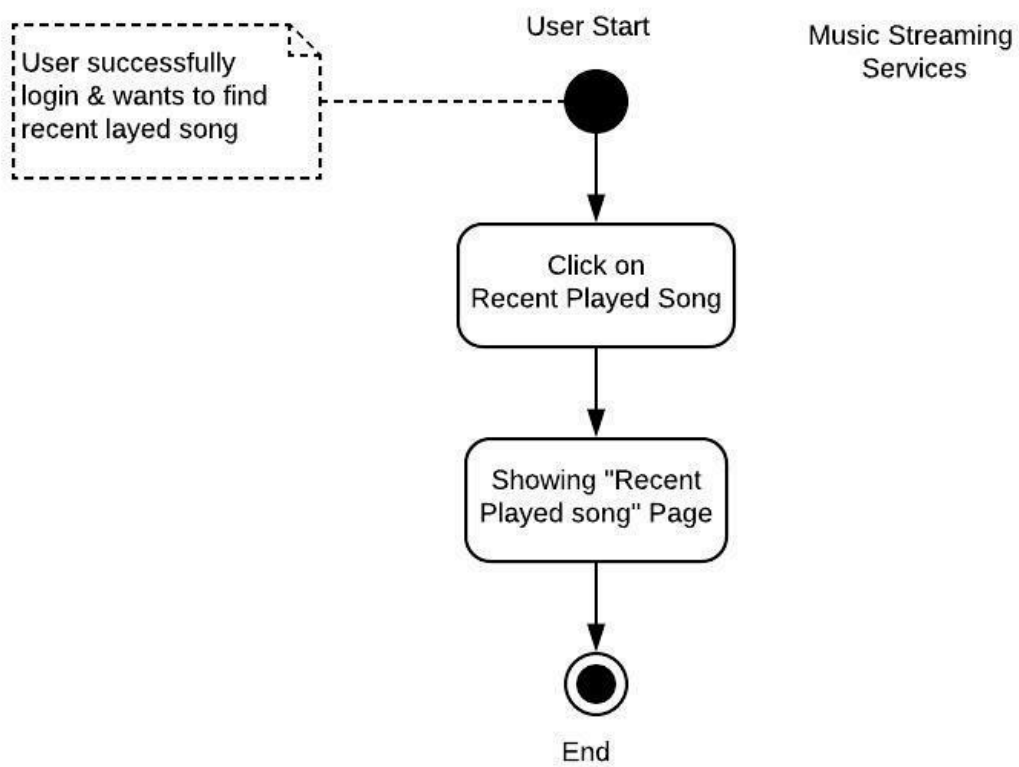 User Start
Music Streaming
Services
User successfully
login & wants to find
recent layed song
Click on
Recent Played Song
Showing "Recent
Played song" Page
End